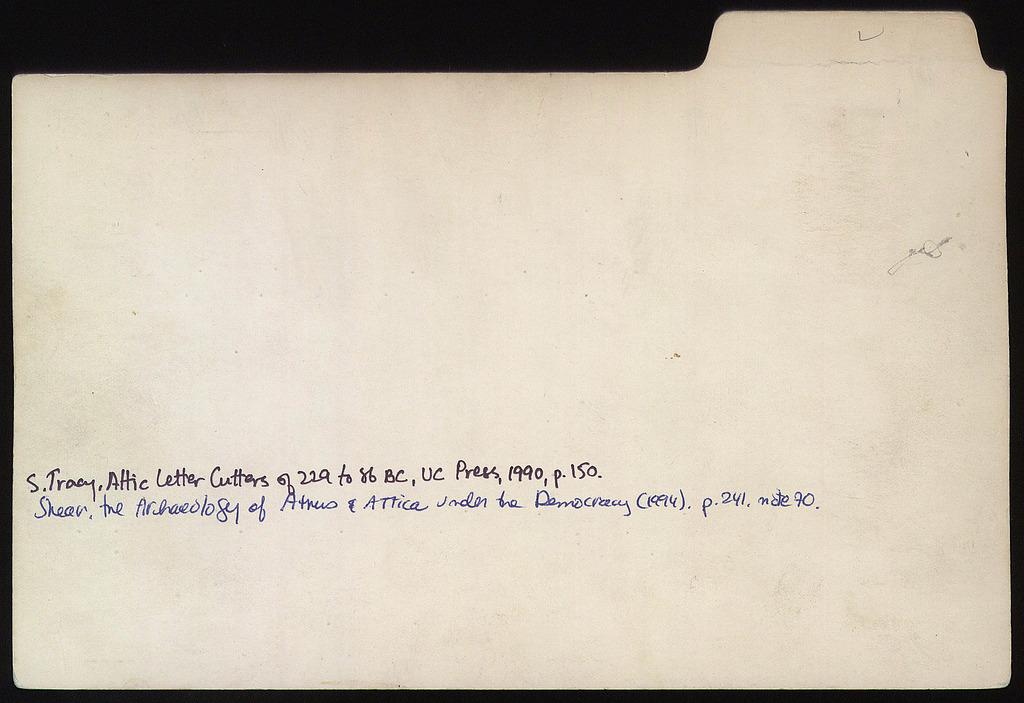 S. Tracy, Attic Letter Cutters of 229 to 86 BC, UC Press, 1990, p. 150.
Shear, the Archaeology of Athens & Attica under the Democracy (1994). p. 241. note 90.